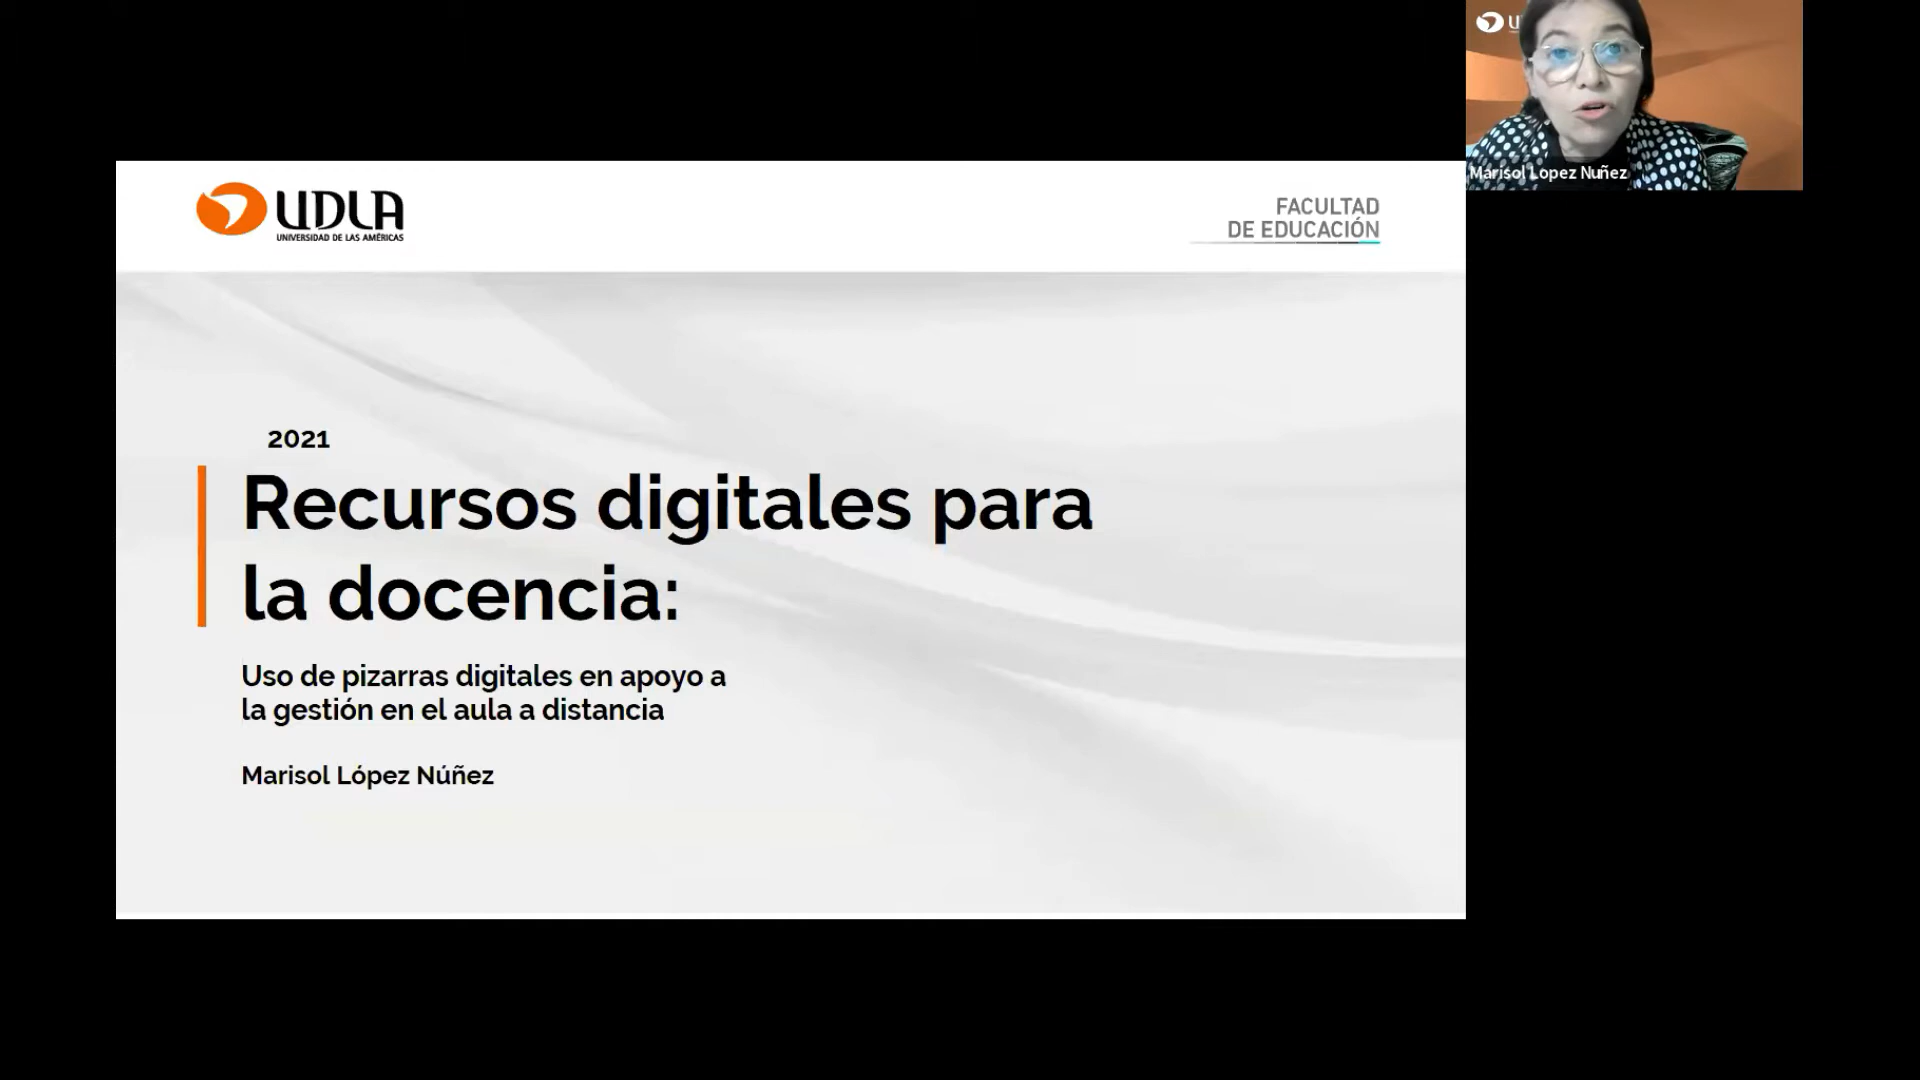 U
Marisol Lopez Nuñez
UDLA
UNIVERSIDAD DE LAS AMÉRICAS
FACULTAD
DE EDUCACIÓN
2021
Recursos digitales para
la docencia:
Uso de pizarras digitales en apoyo a
la gestión en el aula a distancia
Marisol López Núñez